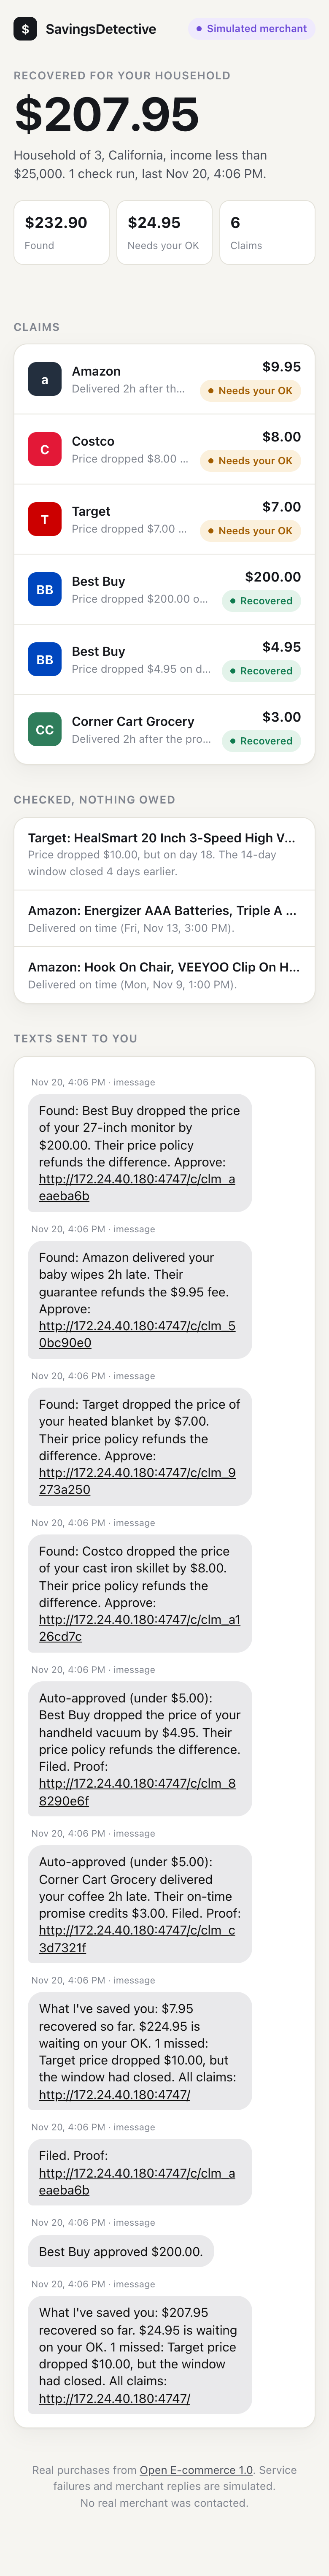 $ SavingsDetective
Simulated merchant
RECOVERED FOR YOUR HOUSEHOLD
$207.95
Household of 3, California, income less than
$25,000. 1 check run, last Nov 20, 4:06 PM.
$232.90
Found
$24.95
Needs your OK
6
Claims
CLAIMS
a
Amazon
Delivered 2h after th...
$9.95
Needs your OK
C
Costco
Price dropped $8.00 ...
$8.00
Needs your OK
T
Target
Price dropped $7.00 ...
$7.00
Needs your OK
BB
Best Buy
Price dropped $200.00 o...
$200.00
Recovered
BB
Best Buy
Price dropped $4.95 on d...
$4.95
Recovered
CC
Corner Cart Grocery
Delivered 2h after the pro...
$3.00
Recovered
CHECKED, NOTHING OWED
Target: HealSmart 20 Inch 3-Speed High V...
Price dropped $10.00, but on day 18. The 14-day
window closed 4 days earlier.
Amazon: Energizer AAA Batteries, Triple A ...
Delivered on time (Fri, Nov 13, 3:00 PM).
Amazon: Hook On Chair, VEEYOO Clip On H...
Delivered on time (Mon, Nov 9, 1:00 PM).
TEXTS SENT TO YOU
Nov 20, 4:06 PM · imessage
Found: Best Buy dropped the price
of your 27-inch monitor by
$200.00. Their price policy
refunds the difference. Approve:
http://172.24.40.180:4747/c/clm_a
eaeba6b
Nov 20, 4:06 PM · imessage
Found: Amazon delivered your
baby wipes 2h late. Their
guarantee refunds the $9.95 fee.
Approve:
http://172.24.40.180:4747/c/clm_5
0bc90e0
Nov 20, 4:06 PM · imessage
Found: Target dropped the price of
your heated blanket by $7.00.
Their price policy refunds the
difference. Approve:
http://172.24.40.180:4747/c/clm_9
273a250
Nov 20, 4:06 PM · imessage
Found: Costco dropped the price
of your cast iron skillet by $8.00.
Their price policy refunds the
difference. Approve:
http://172.24.40.180:4747/c/clm_a1
26cd7c
Nov 20, 4:06 PM · imessage
Auto-approved (under $5.00):
Best Buy dropped the price of your
handheld vacuum by $4.95. Their
price policy refunds the difference.
Filed. Proof:
http://172.24.40.180:4747/c/clm_8
8290e6f
Nov 20, 4:06 PM · imessage
Auto-approved (under $5.00):
Corner Cart Grocery delivered
your coffee 2h late. Their on-time
promise credits $3.00. Filed. Proof:
http://172.24.40.180:4747/c/clm_c
3d7321f
Nov 20, 4:06 PM · imessage
What I've saved you: $7.95
recovered so far. $224.95 is
waiting on your OK. 1 missed:
Target price dropped $10.00, but
the window had closed. All claims:
http://172.24.40.180:4747/
Nov 20, 4:06 PM · imessage
Filed. Proof:
http://172.24.40.180:4747/c/clm_a
eaeba6b
Nov 20, 4:06 PM · imessage
Best Buy approved $200.00.
Nov 20, 4:06 PM · imessage
What I've saved you: $207.95
recovered so far. $24.95 is waiting
on your OK. 1 missed: Target price
dropped $10.00, but the window
had closed. All claims:
http://172.24.40.180:4747/
Real purchases from Open E-commerce 1.0. Service
failures and merchant replies are simulated.
No real merchant was contacted.